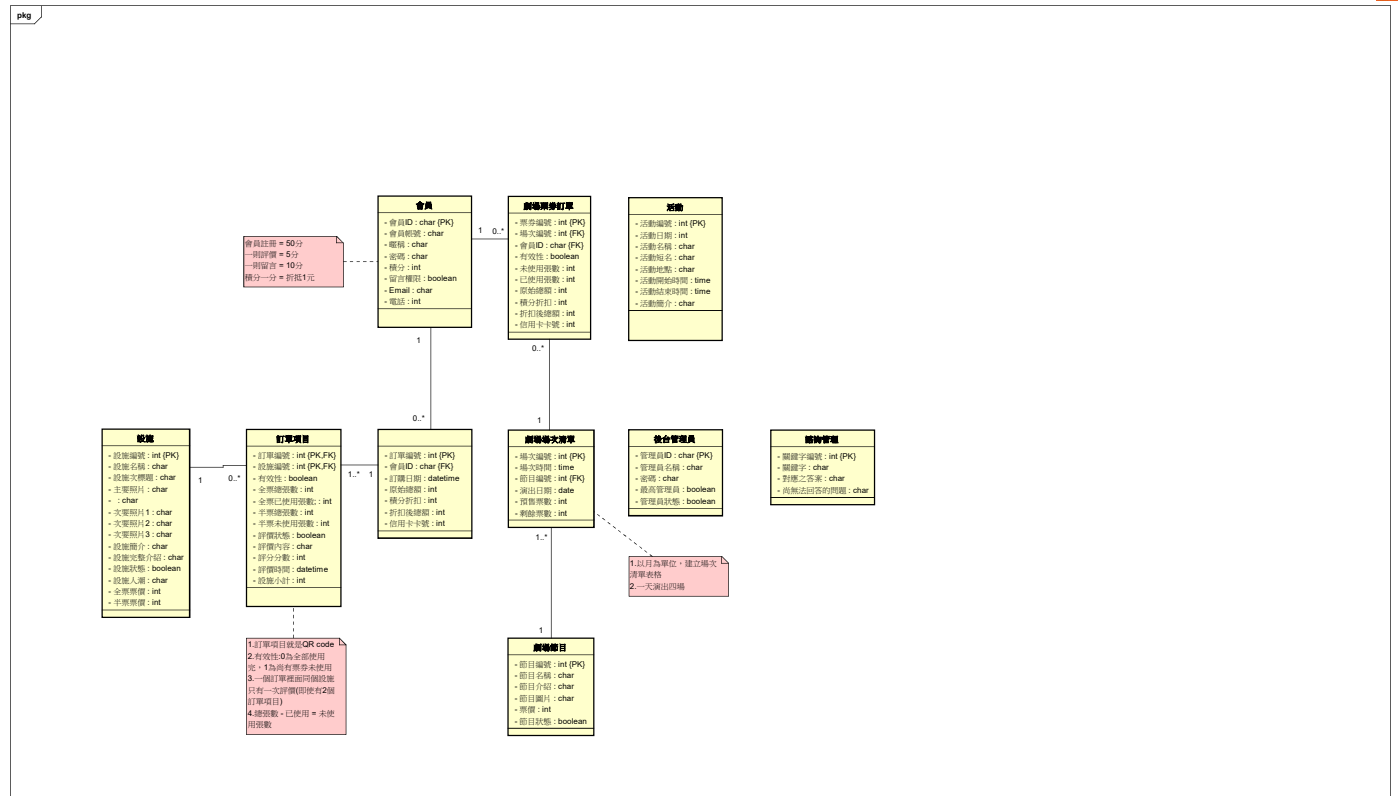 pkg
會員
- 會員ID : char {PK}
- 會員帳號 : char
- 暱稱 : char
- 密碼 : char
- 積分 : int
- 留言權限 : boolean
- Email : char
- 電話 : int
會員註冊 = 50分
一則評價 = 5分
一則留言 = 10分
積分一分 = 折抵1元
1
0..*
劇場票券訂單
- 票券編號 : int {PK}
- 場次編號 : int {FK}
- 會員ID : char {FK}
- 有效性 : boolean
- 未使用張數 : int
- 已使用張數 : int
- 原始總額 : int
- 積分折扣 : int
- 折扣後總額 : int
- 信用卡卡號 : int
活動
- 活動編號 : int {PK}
- 活動日期 : int
- 活動名稱 : char
- 活動短名 : char
- 活動地點 : char
- 活動開始時間 : time
- 活動結束時間 : time
- 活動簡介 : char
1
0..*
0..*
1
設施
- 設施編號 : int {PK}
- 設施名稱 : char
- 設施次標題 : char
- 主要照片 : char
- : char
- 次要照片1 : char
- 次要照片2 : char
- 次要照片3 : char
- 設施簡介 : char
- 設施完整介紹 : char
- 設施狀態 : boolean
- 設施人潮 : char
- 全票票價 : int
- 半票票價 : int
1
0..*
訂單項目
- 訂單編號 : int {PK,FK}
- 設施編號 : int {PK,FK}
- 有效性 : boolean
- 全票總張數 : int
- 全票已使用張數; : int
- 半票總張數 : int
- 半票未使用張數 : int
- 評價狀態 : boolean
- 評價內容 : char
- 評分分數 : int
- 評價時間 : datetime
- 設施小計 : int
1..*
1
- 訂單編號 : int {PK}
- 會員ID : char {FK}
- 訂購日期 : datetime
- 原始總額 : int
- 積分折扣 : int
- 折扣後總額 : int
- 信用卡卡號 : int
劇場場次清單
- 場次編號 : int {PK}
- 場次時間 : time
- 節目編號 : int {FK}
- 演出日期 : date
- 預售票數 : int
- 剩餘票數 : int
後台管理員
- 管理員ID : char {PK}
- 管理員名稱 : char
- 密碼 : char
- 最高管理員 : boolean
- 管理員狀態 : boolean
諮詢管理
- 關鍵字編號 : int {PK}
- 關鍵字 : char
- 對應之答案 : char
- 尚無法回答的問題 : char
1..*
1
1.以月為單位，建立場次
清單表格
2.一天演出四場
1.訂單項目就是QR code
2.有效性:0為全部使用
完，1為尚有票券未使用
3.一個訂單裡面同個設施
只有一次評價(即使有2個
訂單項目)
4.總張數 - 已使用 = 未使
用張數
劇場節目
- 節目編號 : int {PK}
- 節目名稱 : char
- 節目介紹 : char
- 節目圖片 : char
- 票價 : int
- 節目狀態 : boolean